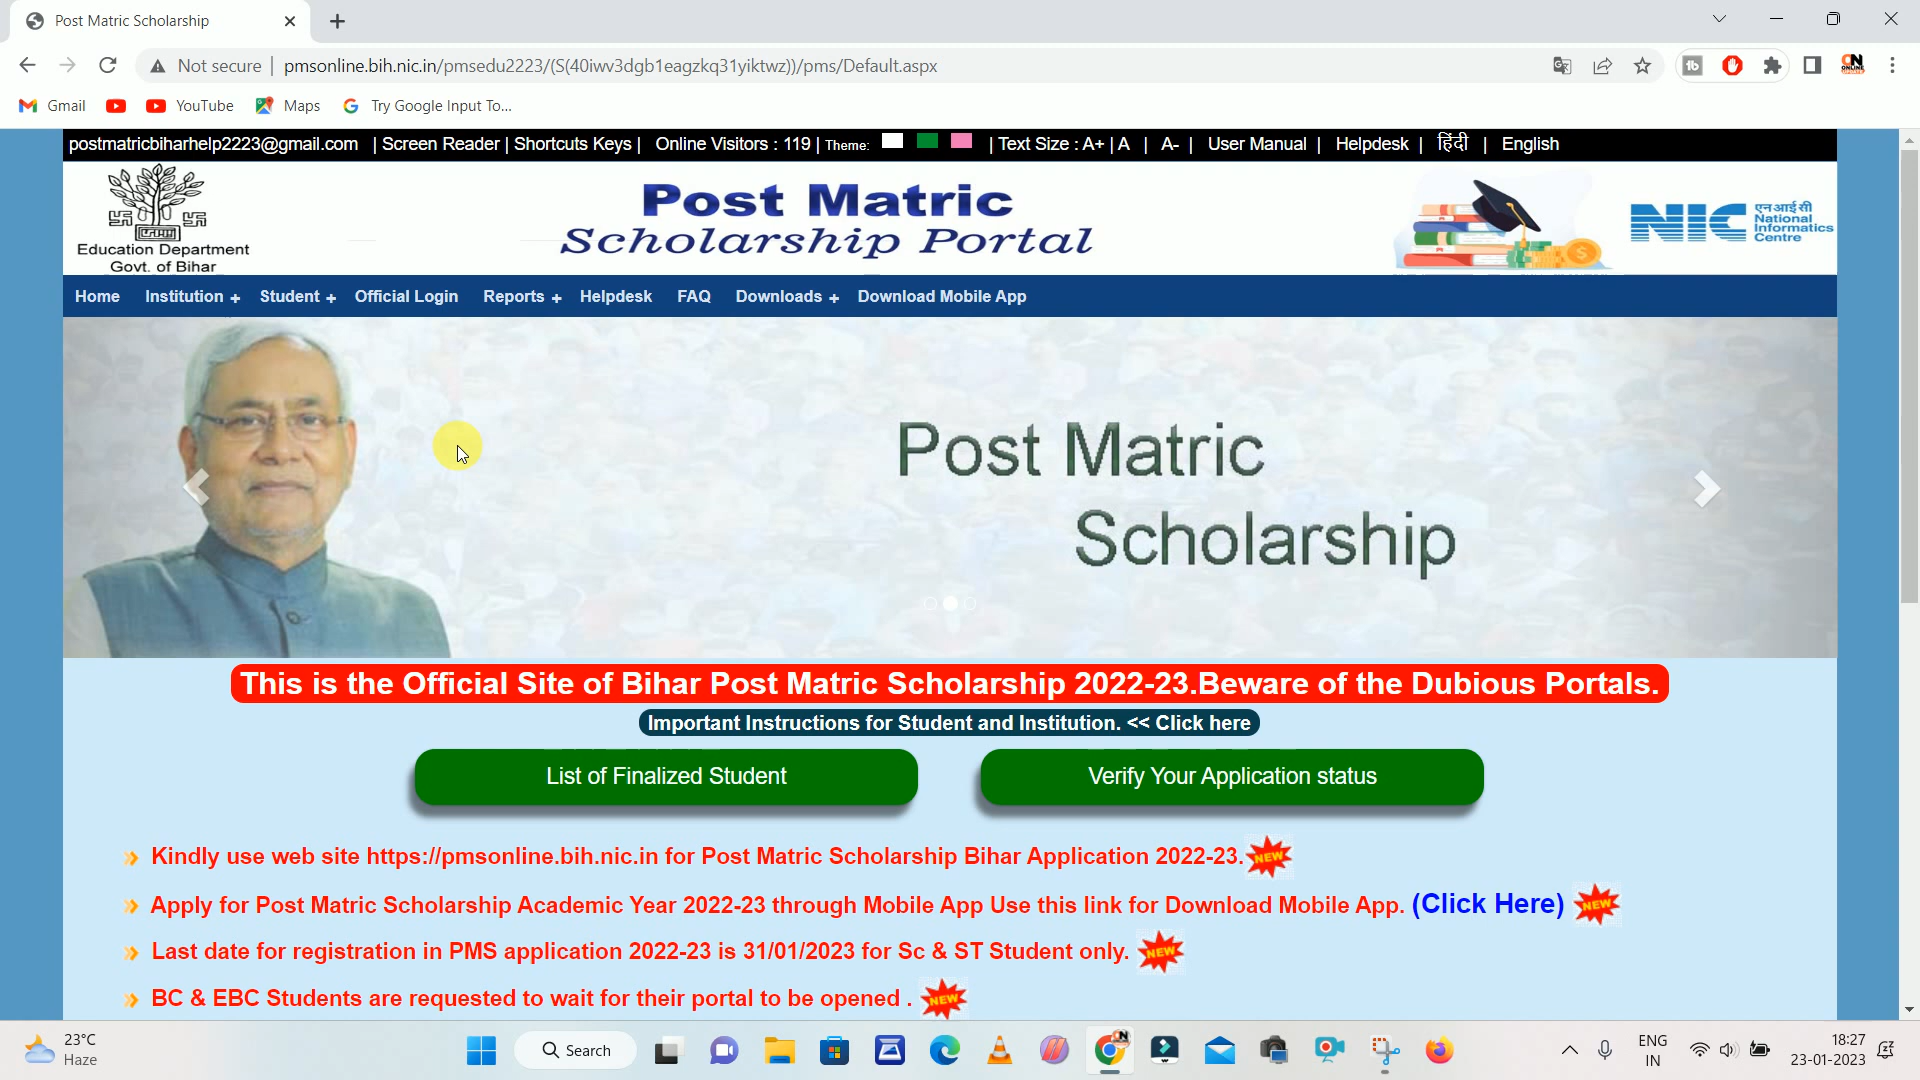 Post Matric Scholarship
Not secure | pmsonline.bih.nic.in/pmsedu2223/(S(40iwv3dgb1eagzkq31yiktwz))/pms/Default.aspx
Gmail YouTube Maps Try Google Input To...
postmatricbiharhelp2223@gmail.com | Screen Reader | Shortcuts Keys | Online Visitors : 119 | Theme: | Text Size : A+ | A | A- | User Manual | Helpdesk | हिंदी | English
Education Department
Govt. of Bihar
Post Matric
Scholarship Portal
NIC
एनआईसी
National
Informatics
Centre
Home Institution + Student + Official Login Reports + Helpdesk FAQ Downloads + Download Mobile App
Post Matric
Scholarship
This is the Official Site of Bihar Post Matric Scholarship 2022-23.Beware of the Dubious Portals.
Important Instructions for Student and Institution. << Click here
List of Finalized Student Verify Your Application status
Kindly use web site https://pmsonline.bih.nic.in for Post Matric Scholarship Bihar Application 2022-23. NEW
Apply for Post Matric Scholarship Academic Year 2022-23 through Mobile App Use this link for Download Mobile App. (Click Here) NEW
Last date for registration in PMS application 2022-23 is 31/01/2023 for Sc & ST Student only. NEW
BC & EBC Students are requested to wait for their portal to be opened . NEW
23°C
Haze
Search
ENG
IN
18:27
23-01-2023